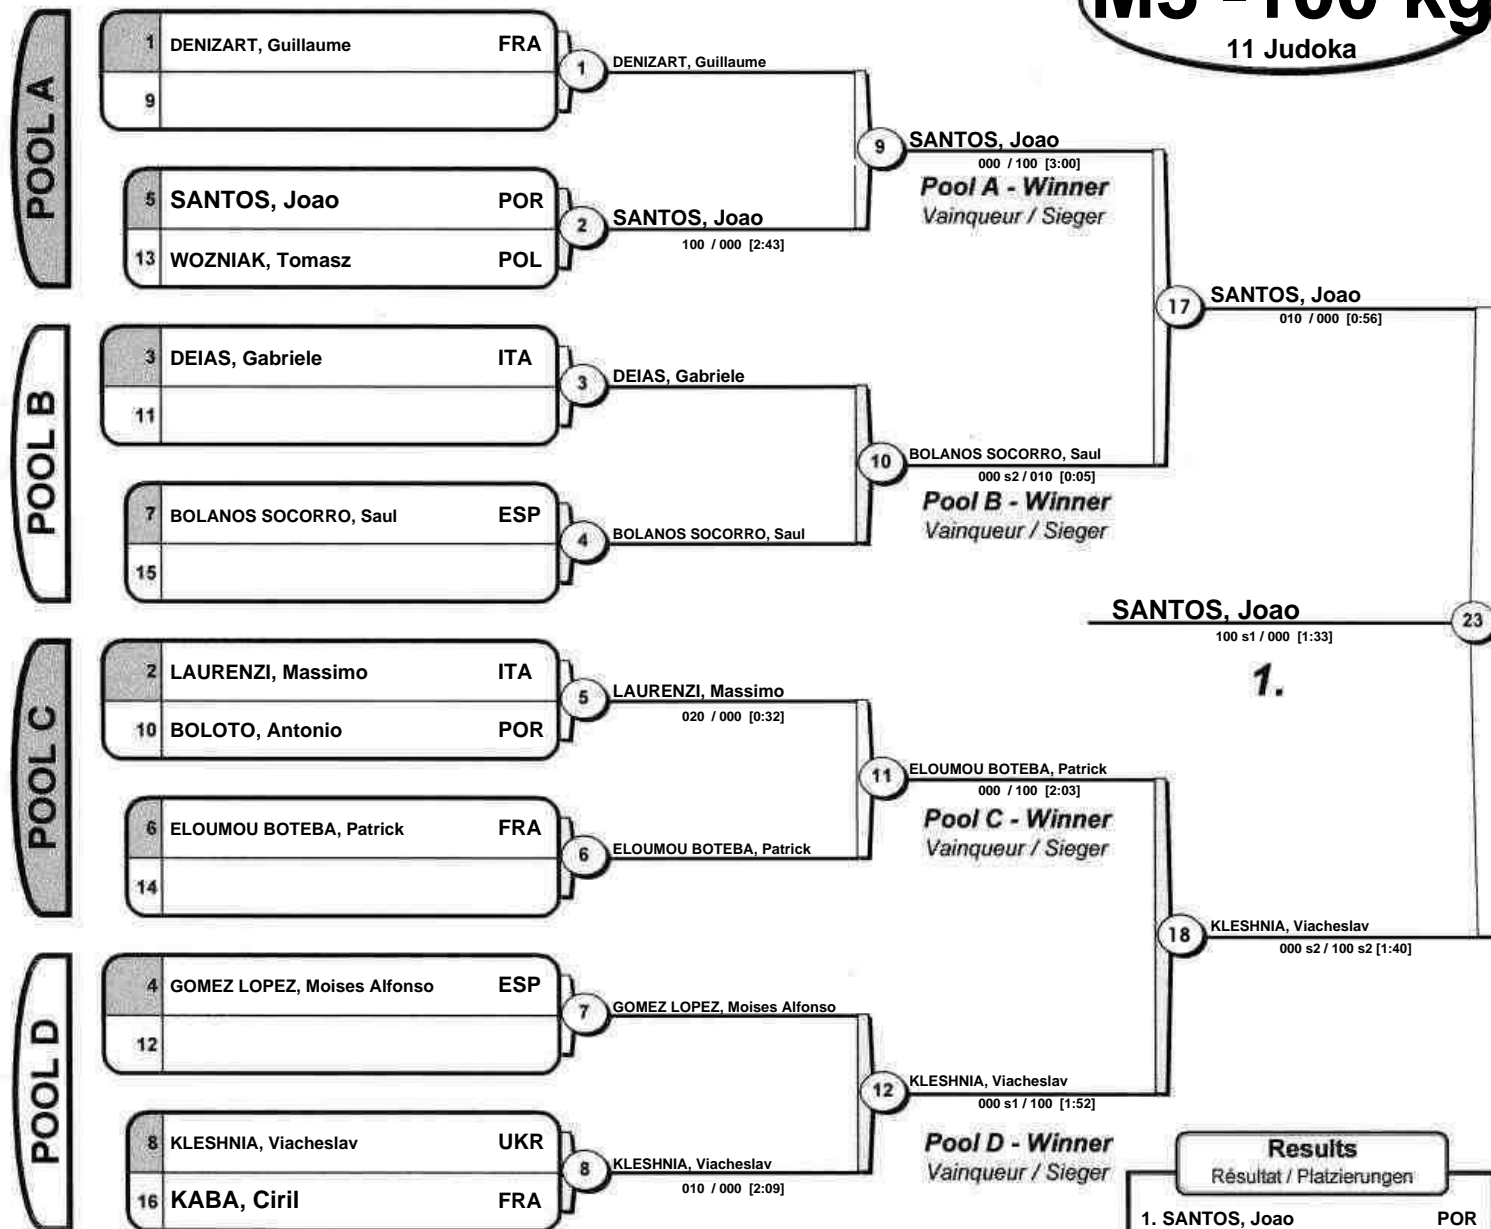 M3 -100 kg
11 Judoka
POOL A
1 DENIZART, Guillaume FRA
9
5 SANTOS, Joao POR
13 WOZNIAK, Tomasz POL
1 DENIZART, Guillaume
2 SANTOS, Joao
100 / 000 [2:43]
9 SANTOS, Joao
000 / 100 [3:00]
Pool A - Winner
Vainqueur / Sieger
POOL B
3 DEIAS, Gabriele ITA
11
7 BOLANOS SOCORRO, Saul ESP
15
3 DEIAS, Gabriele
4 BOLANOS SOCORRO, Saul
10 BOLANOS SOCORRO, Saul
000 s2 / 010 [0:05]
Pool B - Winner
Vainqueur / Sieger
17 SANTOS, Joao
010 / 000 [0:56]
SANTOS, Joao 23
100 s1 / 000 [1:33]
1.
POOL C
2 LAURENZI, Massimo ITA
10 BOLOTO, Antonio POR
6 ELOUMOU BOTEBA, Patrick FRA
14
5 LAURENZI, Massimo
020 / 000 [0:32]
6 ELOUMOU BOTEBA, Patrick
11 ELOUMOU BOTEBA, Patrick
000 / 100 [2:03]
Pool C - Winner
Vainqueur / Sieger
POOL D
4 GOMEZ LOPEZ, Moises Alfonso ESP
12
8 KLESHNIA, Viacheslav UKR
16 KABA, Ciril FRA
7 GOMEZ LOPEZ, Moises Alfonso
8 KLESHNIA, Viacheslav
010 / 000 [2:09]
12 KLESHNIA, Viacheslav
000 s1 / 100 [1:52]
Pool D - Winner
Vainqueur / Sieger
18 KLESHNIA, Viacheslav
000 s2 / 100 s2 [1:40]
Results
Résultat / Platzierungen
1. SANTOS, Joao POR